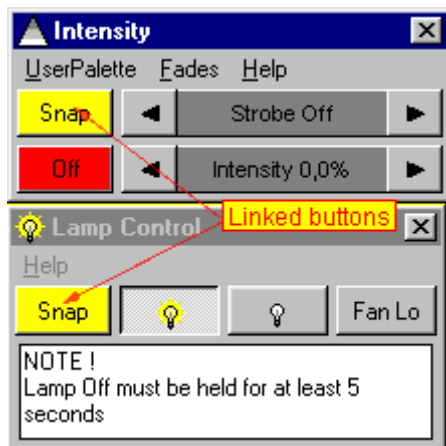 Intensity
UserPalette Fades Help
Snap Strobe Off
Off Intensity 0,0%
Linked buttons
Lamp Control
Help
Snap Fan Lo
NOTE !
Lamp Off must be held for at least 5
seconds